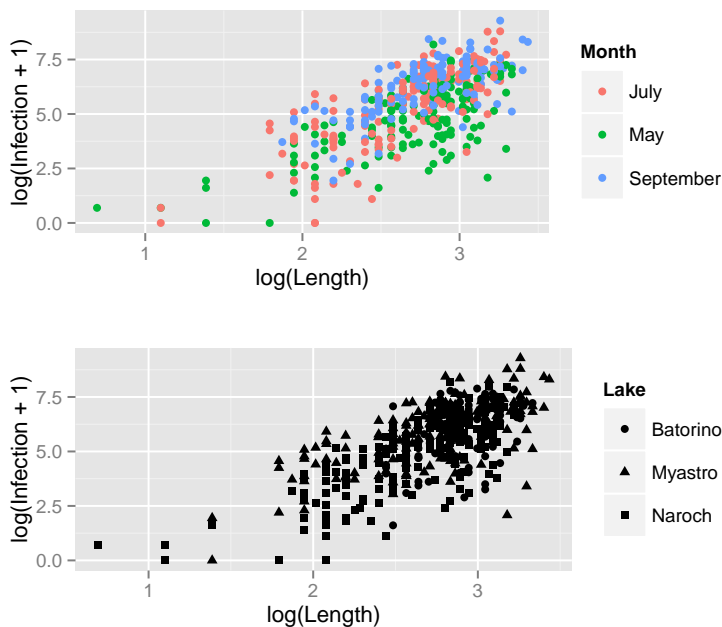 log(Infection + 1)
7.5
5.0
2.5
0.0
1
2
3
log(Length)
Month
July
May
September
log(Infection + 1)
7.5
5.0
2.5
0.0
1
2
3
log(Length)
Lake
Batorino
Myastro
Naroch